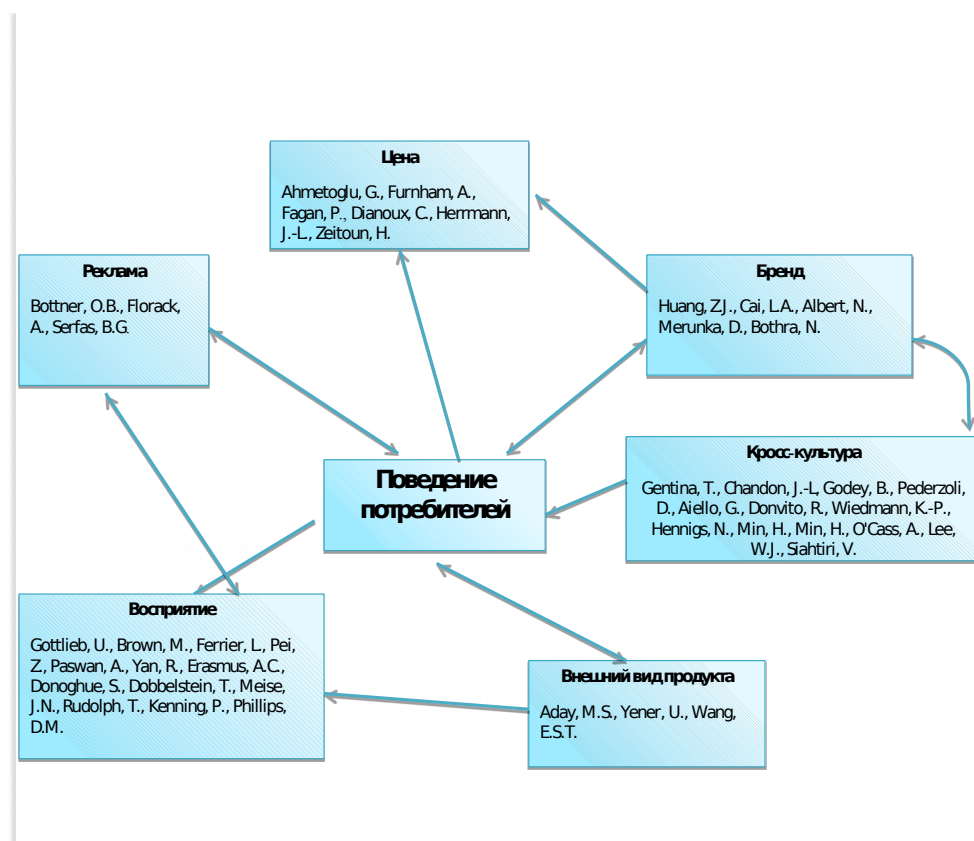 Цена
Ahmetoglu, G., Furnham, A.,
Fagan, P., Dianoux, C., Herrmann,
J.-L., Zeitoun, H.
Реклама
Bottner, O.B., Florack,
A., Serfas, B.G.
Бренд
Huang, Z.J., Cai, L.A., Albert, N.,
Merunka, D., Bothra, N.
Кросс-культура
Gentina, T., Chandon, J.-L, Godey, B., Pederzoli,
D., Aiello, G., Donvito, R., Wiedmann, K.-P.,
Hennigs, N., Min, H., Min, H., O'Cass, A., Lee,
W.J., Siahtiri, V.
Поведение
потребителей
Восприятие
Gottlieb, U., Brown, M., Ferrier, L., Pei,
Z., Paswan, A., Yan, R., Erasmus, A.C.,
Donoghue, S., Dobbelstein, T., Meise,
J.N., Rudolph, T., Kenning, P., Phillips,
D.M.
Внешний вид продукта
Aday, M.S., Yener, U., Wang,
E.S.T.